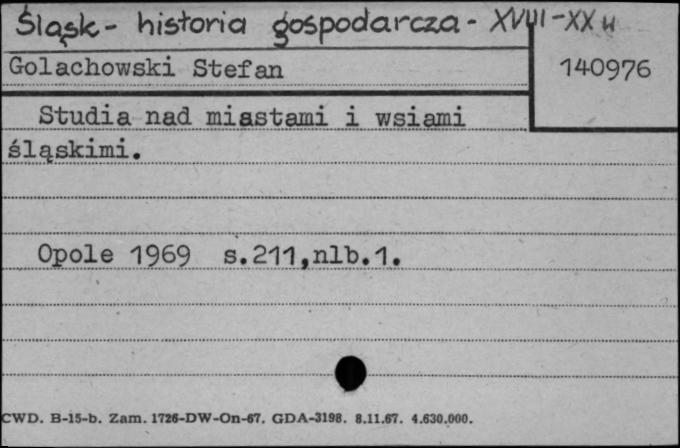 Śląsk - historia gospodarcza - XVIII-XX w
Golachowski Stefan
140976
Studia nad miastami i wsiami
śląskimi.
Opole 1969 s.211,nlb.1.
CWD. B-15-b. Zam. 1726-DW-On-67. GDA-3198. 8.11.67. 4.630.000.